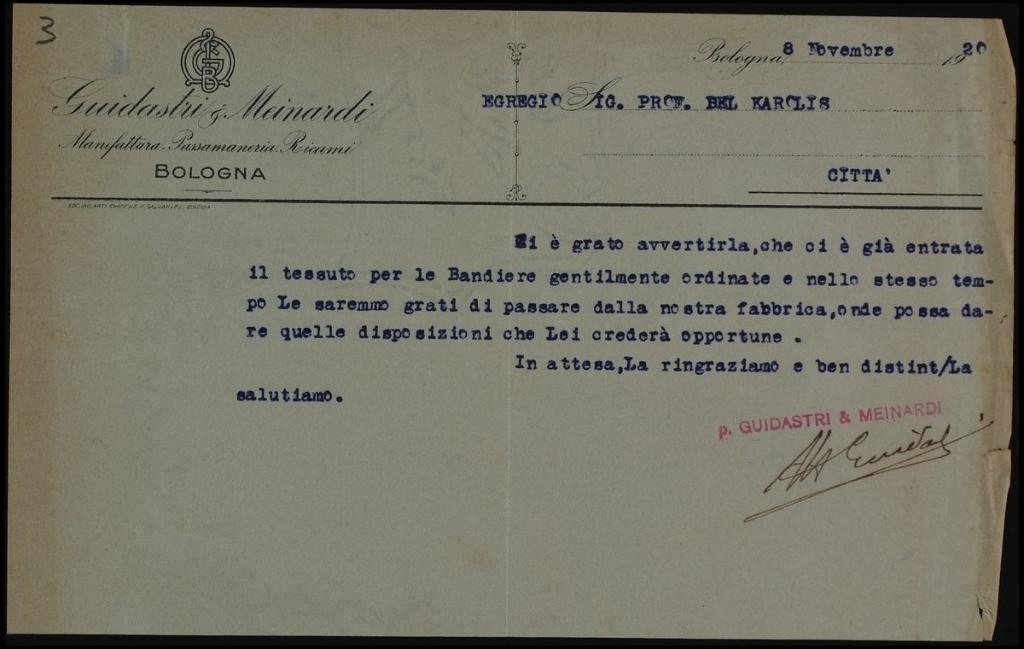 3
Bologna, 8 Novembre 1920
Guidastri & Meinardi
Manifattura - Passamaneria - Ricami
BOLOGNA
EGREGIO SIG. PROF. DEL KAROLIS
CITTA'
Ci è grato avvertirla,che ci è già entrata
il tessuto per le Bandiere gentilmente ordinate e nello stesso tem-
po Le saremmo grati di passare dalla nostra fabbrica,onde possa da-
re quelle disposizioni che Lei crederà opportune .
In attesa,La ringraziamo e ben distint/La
salutiamo.
p. GUIDASTRI & MEINARDI